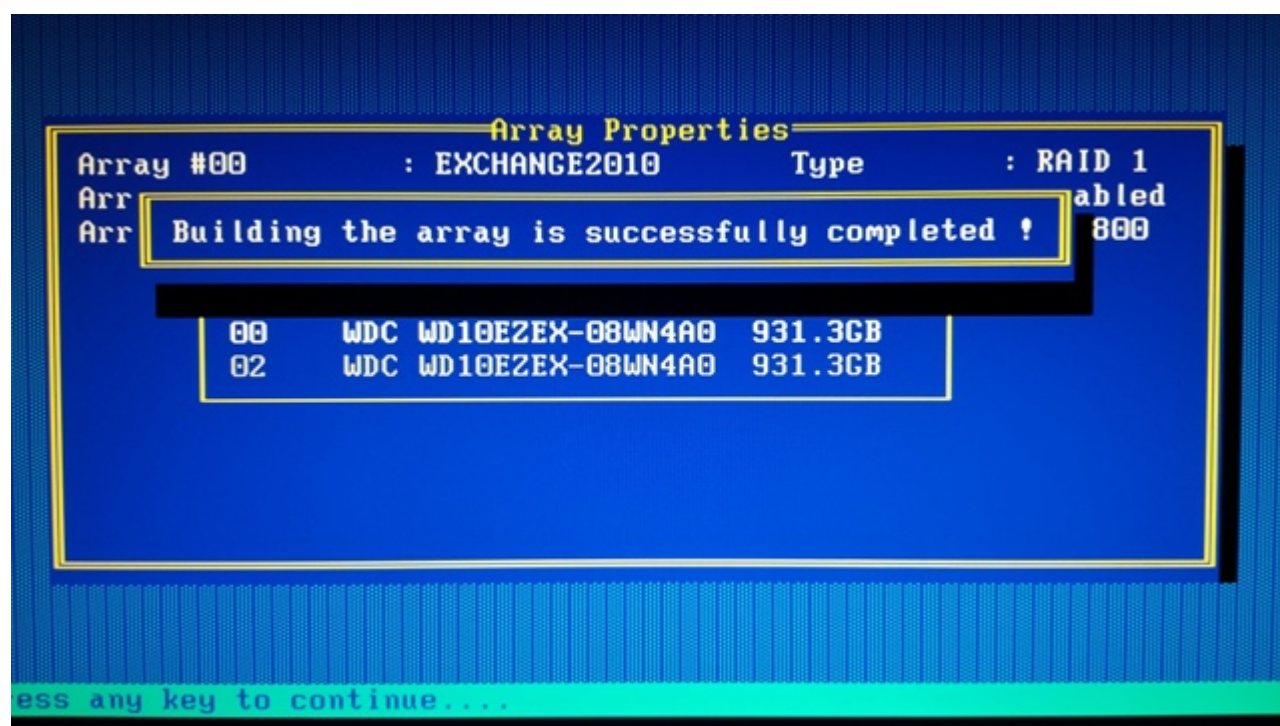 Array Properties
Array #00 : EXCHANGE2010 Type : RAID 1
Arr abled
Arr 800
Building the array is successfully completed !
00 WDC WD10EZEX-08WN4A0 931.3GB
02 WDC WD10EZEX-08WN4A0 931.3GB
ess any key to continue....